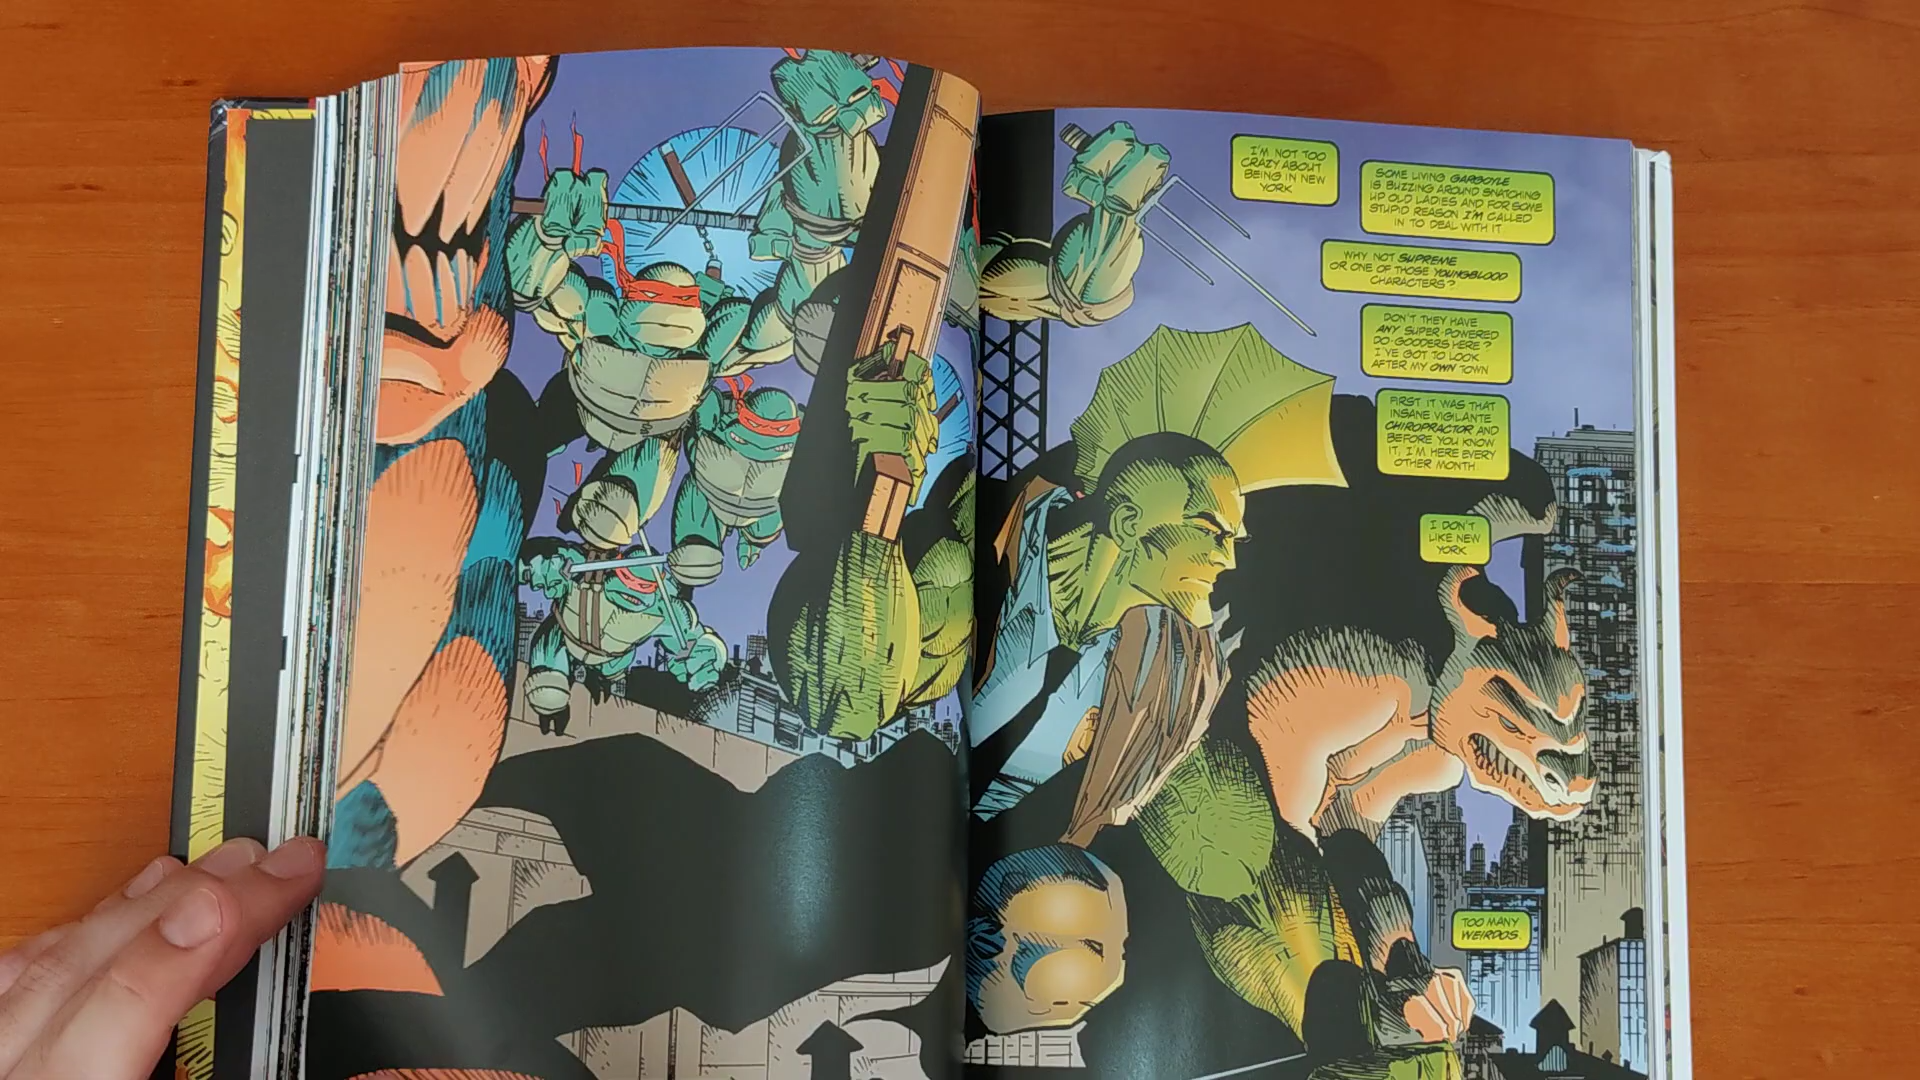 I'M NOT TOO
CRAZY ABOUT
BEING IN NEW
YORK.
SOME LIVING GARGOYLE
IS BUZZING AROUND SNATCHING
UP OLD LADIES AND FOR SOME
STUPID REASON I'M CALLED
IN TO DEAL WITH IT.
WHY NOT SUPREME
OR ONE OF THOSE YOUNGBLOOD
CHARACTERS?
DON'T THEY HAVE
ANY SUPER-POWERED
DO-GOODERS HERE?
I'VE GOT TO LOOK
AFTER MY OWN TOWN.
FIRST IT WAS THAT
INSANE VIGILANTE
CHIROPRACTOR AND
BEFORE YOU KNOW
IT, I'M HERE EVERY
OTHER MONTH.
I DON'T
LIKE NEW
YORK.
TOO MANY
WEIRDOS.